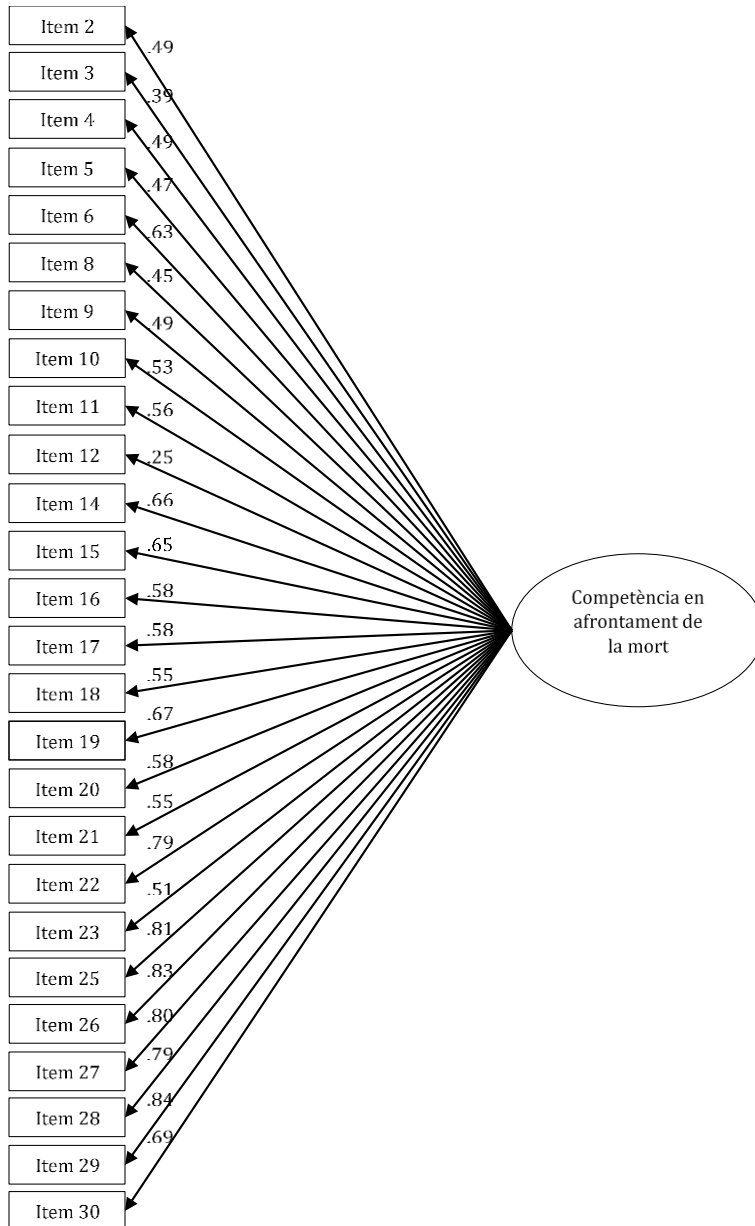 Item 2
.49
Item 3
.39
Item 4
.49
Item 5
.47
Item 6
.63
Item 8
.45
Item 9
.49
Item 10
.53
Item 11
.56
Item 12
.25
Item 14
.66
Item 15
.65
Item 16
.58
Item 17
.58
Item 18
.55
Item 19
.67
Item 20
.58
Item 21
.55
Item 22
.79
Item 23
.51
Item 25
.81
Item 26
.83
Item 27
.80
Item 28
.79
Item 29
.84
Item 30
.69
Competència en
afrontament de
la mort